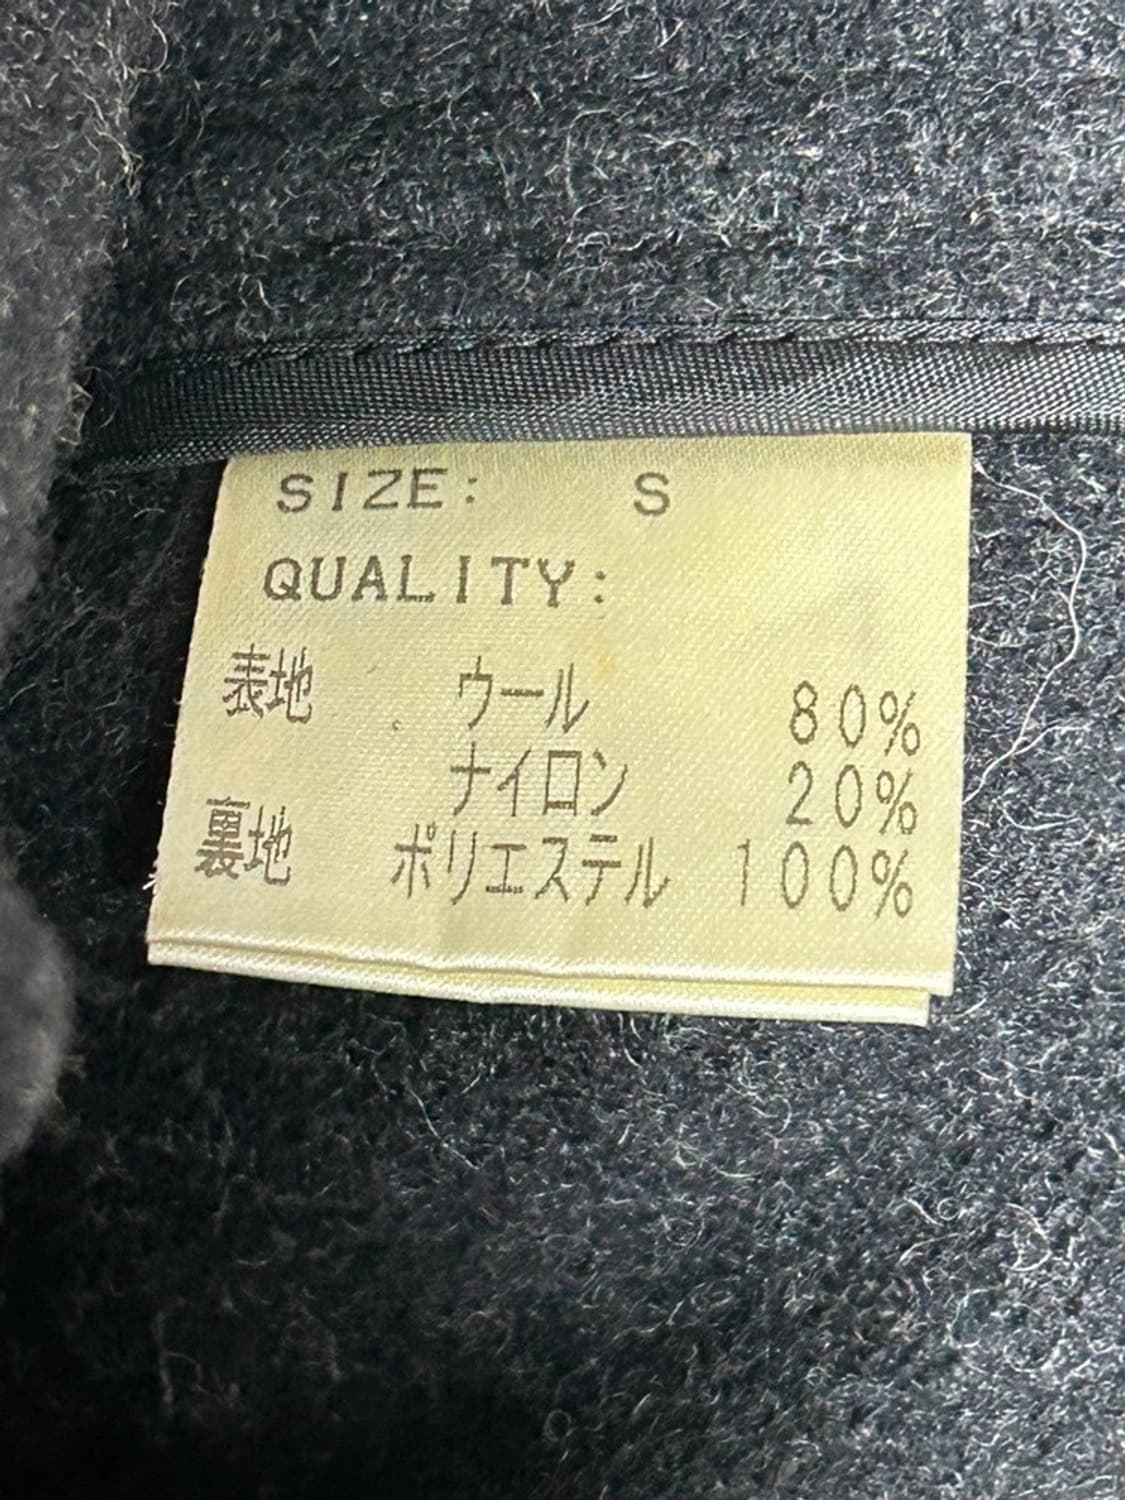 SIZE: S
QUALITY:
表地 ウール 80%
ナイロン 20%
裏地 ポリエステル 100%